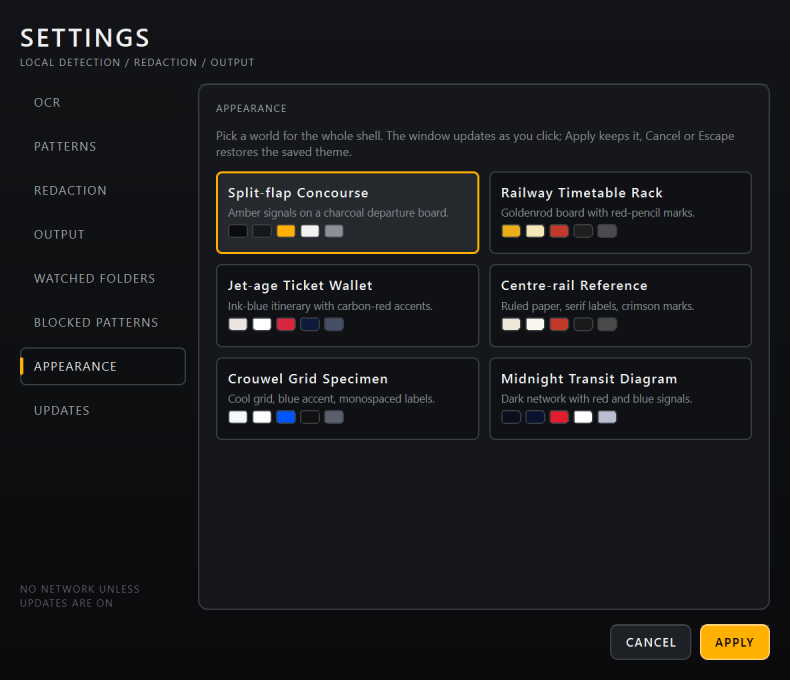 SETTINGS
LOCAL DETECTION / REDACTION / OUTPUT
OCR
PATTERNS
REDACTION
OUTPUT
WATCHED FOLDERS
BLOCKED PATTERNS
APPEARANCE
UPDATES
NO NETWORK UNLESS
UPDATES ARE ON
APPEARANCE
Pick a world for the whole shell. The window updates as you click; Apply keeps it, Cancel or Escape
restores the saved theme.
Split-flap Concourse
Amber signals on a charcoal departure board.
Railway Timetable Rack
Goldenrod board with red-pencil marks.
Jet-age Ticket Wallet
Ink-blue itinerary with carbon-red accents.
Centre-rail Reference
Ruled paper, serif labels, crimson marks.
Crouwel Grid Specimen
Cool grid, blue accent, monospaced labels.
Midnight Transit Diagram
Dark network with red and blue signals.
CANCEL
APPLY